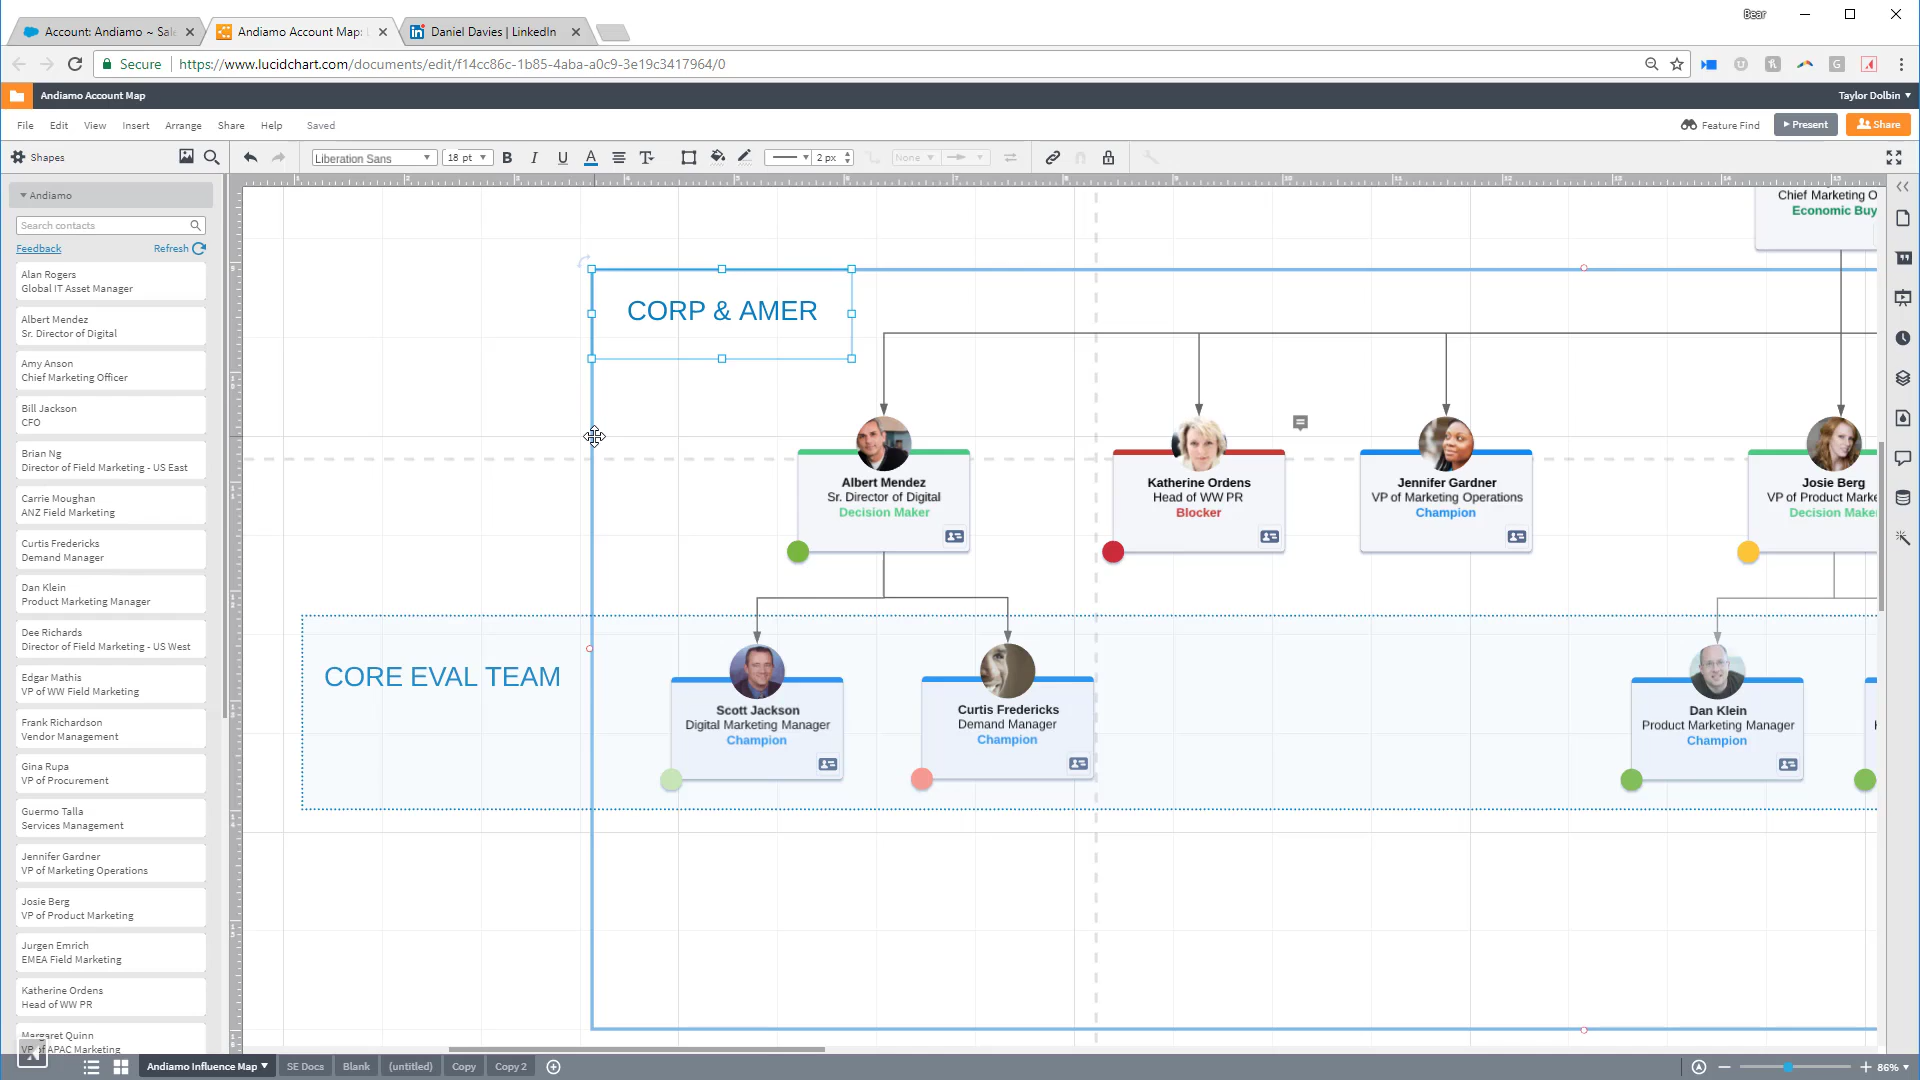 Bear
Account: Andiamo ~ Sale
Andiamo Account Map: L
Daniel Davies | LinkedIn
Secure
https://www.lucidchart.com/documents/edit/f14cc86c-1b85-4aba-a0c9-3e19c3417964/0
Andiamo Account Map
Taylor Dolbin
File Edit View Insert Arrange Share Help Saved
Feature Find Present Share
Shapes
Liberation Sans 18 pt B I U A T 2 px None
Andiamo
Search contacts
Feedback Refresh
Alan Rogers
Global IT Asset Manager
Albert Mendez
Sr. Director of Digital
Amy Anson
Chief Marketing Officer
Bill Jackson
CFO
Brian Ng
Director of Field Marketing - US East
Carrie Moughan
ANZ Field Marketing
Curtis Fredericks
Demand Manager
Dan Klein
Product Marketing Manager
Dee Richards
Director of Field Marketing - US West
Edgar Mathis
VP of WW Field Marketing
Frank Richardson
Vendor Management
Gina Rupa
VP of Procurement
Guermo Talla
Services Management
Jennifer Gardner
VP of Marketing Operations
Josie Berg
VP of Product Marketing
Jurgen Emrich
EMEA Field Marketing
Katherine Ordens
Head of WW PR
Margaret Quinn
VP of APAC Marketing
Chief Marketing O
Economic Buy
CORP & AMER
Albert Mendez
Sr. Director of Digital
Decision Maker
Katherine Ordens
Head of WW PR
Blocker
Jennifer Gardner
VP of Marketing Operations
Champion
Josie Berg
VP of Product Marke
Decision Make
CORE EVAL TEAM
Scott Jackson
Digital Marketing Manager
Champion
Curtis Fredericks
Demand Manager
Champion
Dan Klein
Product Marketing Manager
Champion
Andiamo Influence Map SE Docs Blank (untitled) Copy Copy 2
86%